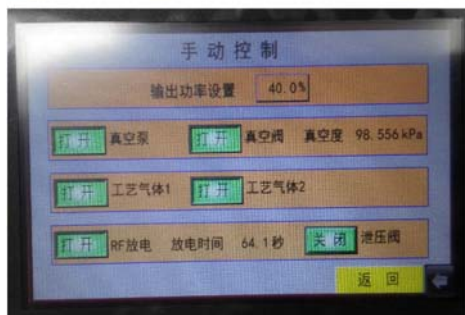 手动控制
输出功率设置 40.0%
打开 真空泵 打开 真空阀 真空度 98.556kPa
打开 工艺气体1 打开 工艺气体2
打开 RF放电 放电时间 64.1秒 关闭 泄压阀
返回